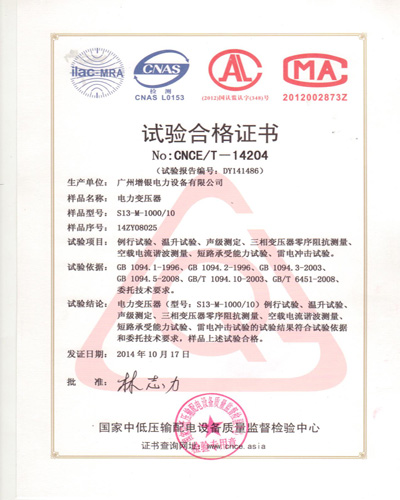 ilac-MRA
CNAS
检测
CNAS L0153
CAL
(2012)国认监认字(348)号
CMA
2012002873Z
试验合格证书
No:CNCE/T-14204
(试验报告编号: DY141486)
生产单位: 广州增银电力设备有限公司
样品名称: 电力变压器
样品型号: S13-M-1000/10
样品序号: 14ZY08025
试验项目: 例行试验、温升试验、声级测定、三相变压器零序阻抗测量、
空载电流谐波测量、短路承受能力试验、雷电冲击试验。
试验依据: GB 1094.1-1996、GB 1094.2-1996、GB 1094.3-2003、
GB 1094.5-2008、GB/T 1094.10-2003、GB/T 6451-2008、
委托技术要求。
试验结论: 电力变压器(型号: S13-M-1000/10)例行试验、温升试验、
声级测定、三相变压器零序阻抗测量、空载电流谐波测量、
短路承受能力试验、雷电冲击试验的试验结果符合试验依据
和委托技术要求。样品上述试验合格。
发证日期: 2014年10月17日
批准: 林志力
国家中低压输配电设备质量监督检验中心
证书查询网址: www.cnce.asia